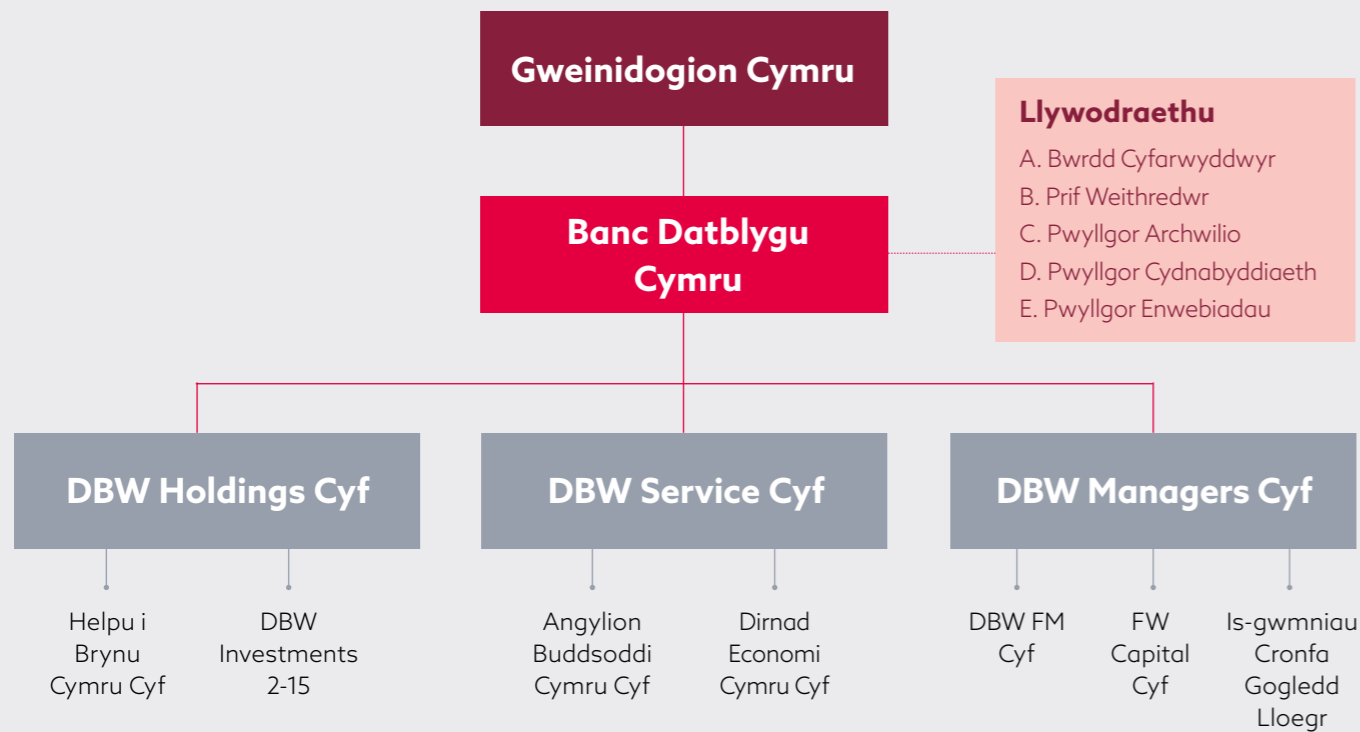 Gweinidogion Cymru
Llywodraethu
A. Bwrdd Cyfarwyddwyr
B. Prif Weithredwr
C. Pwyllgor Archwilio
D. Pwyllgor Cydnabyddiaeth
E. Pwyllgor Enwebiadau
Banc Datblygu
Cymru
DBW Holdings Cyf
DBW Service Cyf
DBW Managers Cyf
Helpu i
Brynu
Cymru Cyf
DBW
Investments
2-15
Angylion
Buddsoddi
Cymru Cyf
Dirnad
Economi
Cymru Cyf
DBW FM
Cyf
FW
Capital
Cyf
Is-gwmniau
Cronfa
Gogledd
Lloegr